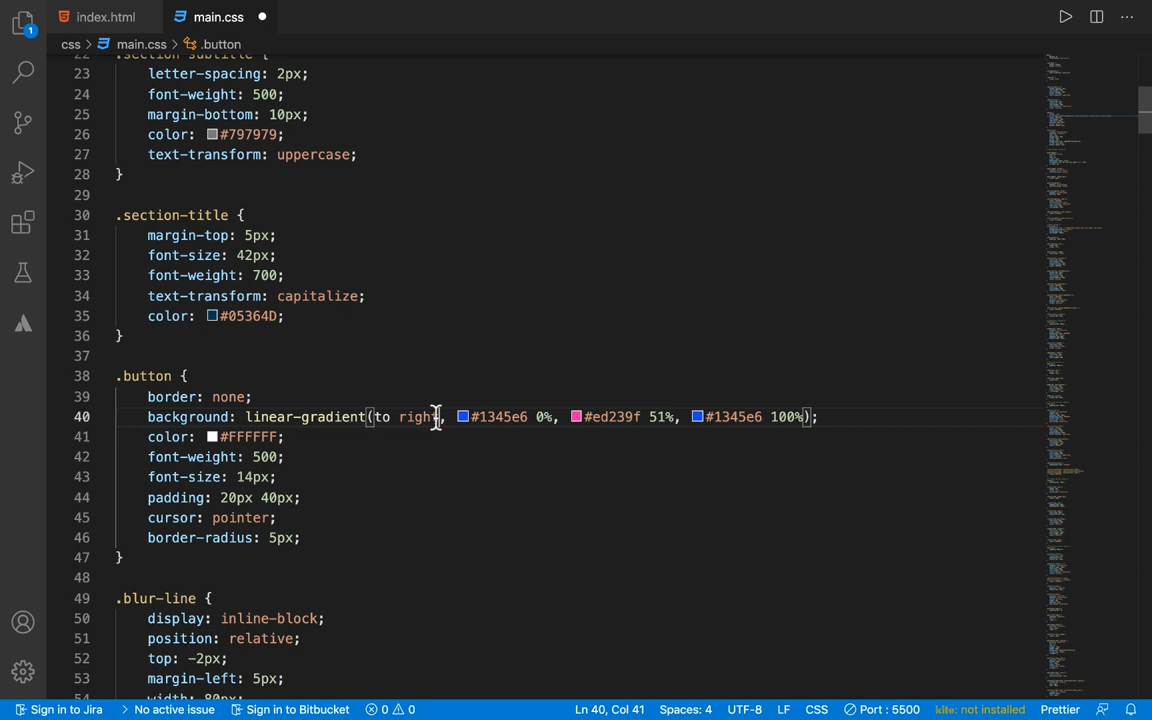 index.html
main.css
1
css > main.css > .button
22 .section-subtitle {
23 letter-spacing: 2px;
24 font-weight: 500;
25 margin-bottom: 10px;
26 color: #797979;
27 text-transform: uppercase;
28 }
29
30 .section-title {
31 margin-top: 5px;
32 font-size: 42px;
33 font-weight: 700;
34 text-transform: capitalize;
35 color: #05364D;
36 }
37
38 .button {
39 border: none;
40 background: linear-gradient(to right, #1345e6 0%, #ed239f 51%, #1345e6 100%);
41 color: #FFFFFF;
42 font-weight: 500;
43 font-size: 14px;
44 padding: 20px 40px;
45 cursor: pointer;
46 border-radius: 5px;
47 }
48
49 .blur-line {
50 display: inline-block;
51 position: relative;
52 top: -2px;
53 margin-left: 5px;
54 width: 80px;
Sign in to Jira No active issue Sign in to Bitbucket 0 0 Ln 40, Col 41 Spaces: 4 UTF-8 LF CSS Port : 5500 kite: not installed Prettier